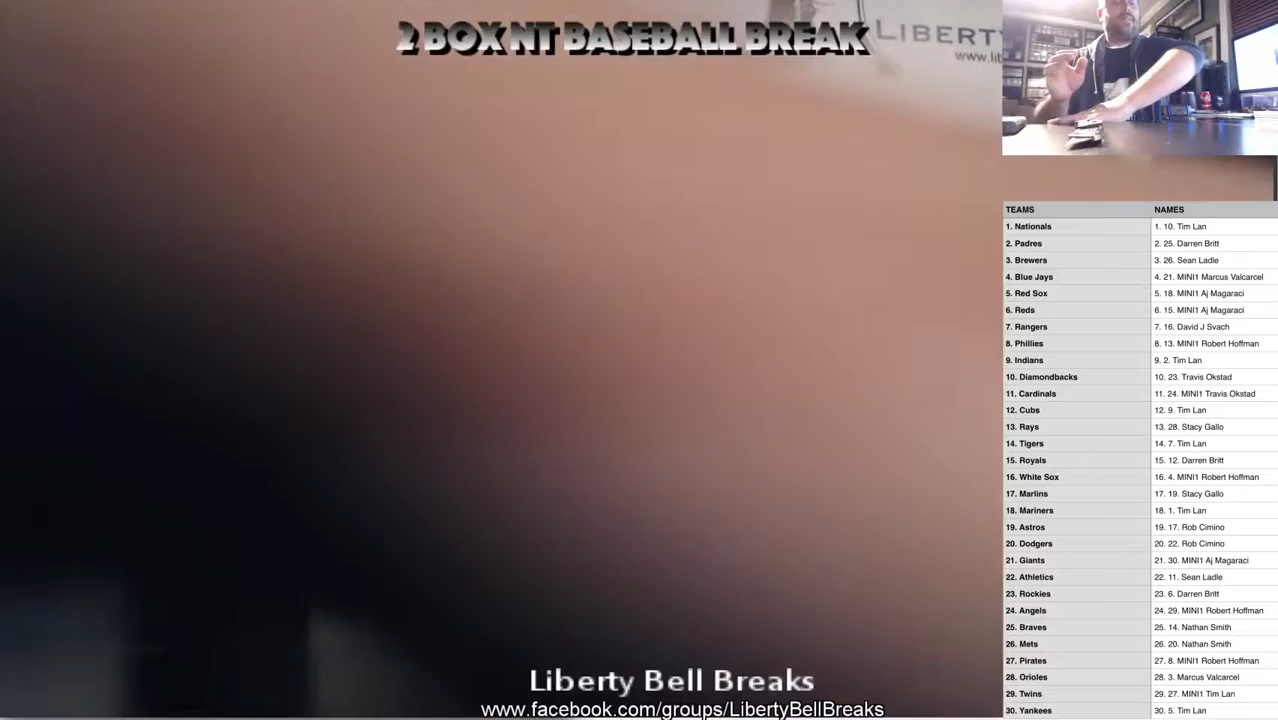 2 BOX NT BASEBALL BREAK
LIBERTY
www.li
TEAMS NAMES
1. Nationals 1. 10. Tim Lan
2. Padres 2. 25. Darren Britt
3. Brewers 3. 26. Sean Ladle
4. Blue Jays 4. 21. MINI1 Marcus Valcarcel
5. Red Sox 5. 18. MINI1 Aj Magaraci
6. Reds 6. 15. MINI1 Aj Magaraci
7. Rangers 7. 16. David J Svach
8. Phillies 8. 13. MINI1 Robert Hoffman
9. Indians 9. 2. Tim Lan
10. Diamondbacks 10. 23. Travis Okstad
11. Cardinals 11. 24. MINI1 Travis Okstad
12. Cubs 12. 9. Tim Lan
13. Rays 13. 28. Stacy Gallo
14. Tigers 14. 7. Tim Lan
15. Royals 15. 12. Darren Britt
16. White Sox 16. 4. MINI1 Robert Hoffman
17. Marlins 17. 19. Stacy Gallo
18. Mariners 18. 1. Tim Lan
19. Astros 19. 17. Rob Cimino
20. Dodgers 20. 22. Rob Cimino
21. Giants 21. 30. MINI1 Aj Magaraci
22. Athletics 22. 11. Sean Ladle
23. Rockies 23. 6. Darren Britt
24. Angels 24. 29. MINI1 Robert Hoffman
25. Braves 25. 14. Nathan Smith
26. Mets 26. 20. Nathan Smith
27. Pirates 27. 8. MINI1 Robert Hoffman
28. Orioles 28. 3. Marcus Valcarcel
29. Twins 29. 27. MINI1 Tim Lan
30. Yankees 30. 5. Tim Lan
Liberty Bell Breaks
www.facebook.com/groups/LibertyBellBreaks